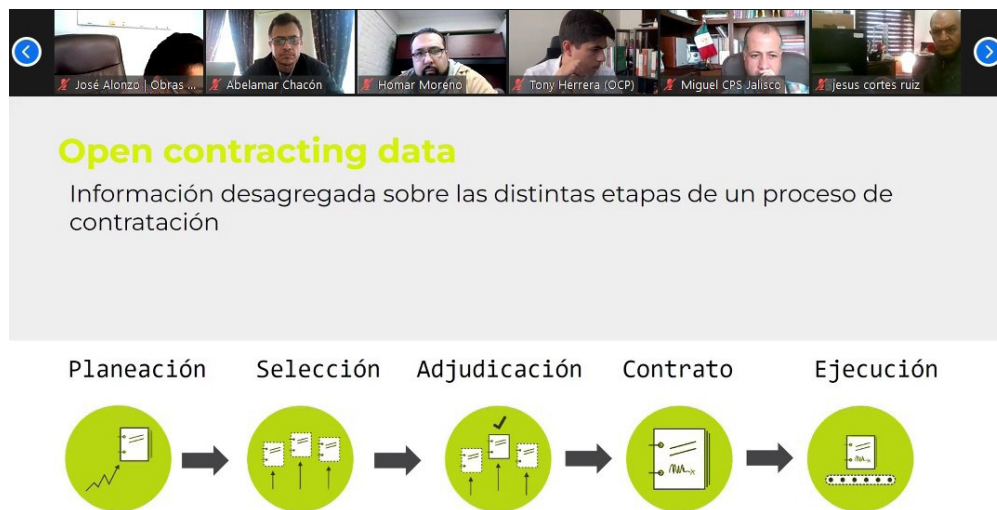 José Alonzo | Obras ...
Abelamar Chacón
Homar Moreno
Tony Herrera (OCP)
Miguel CPS Jalisco
jesus cortes ruiz
Open contracting data
Información desagregada sobre las distintas etapas de un proceso de
contratación
Planeación Selección Adjudicación Contrato Ejecución